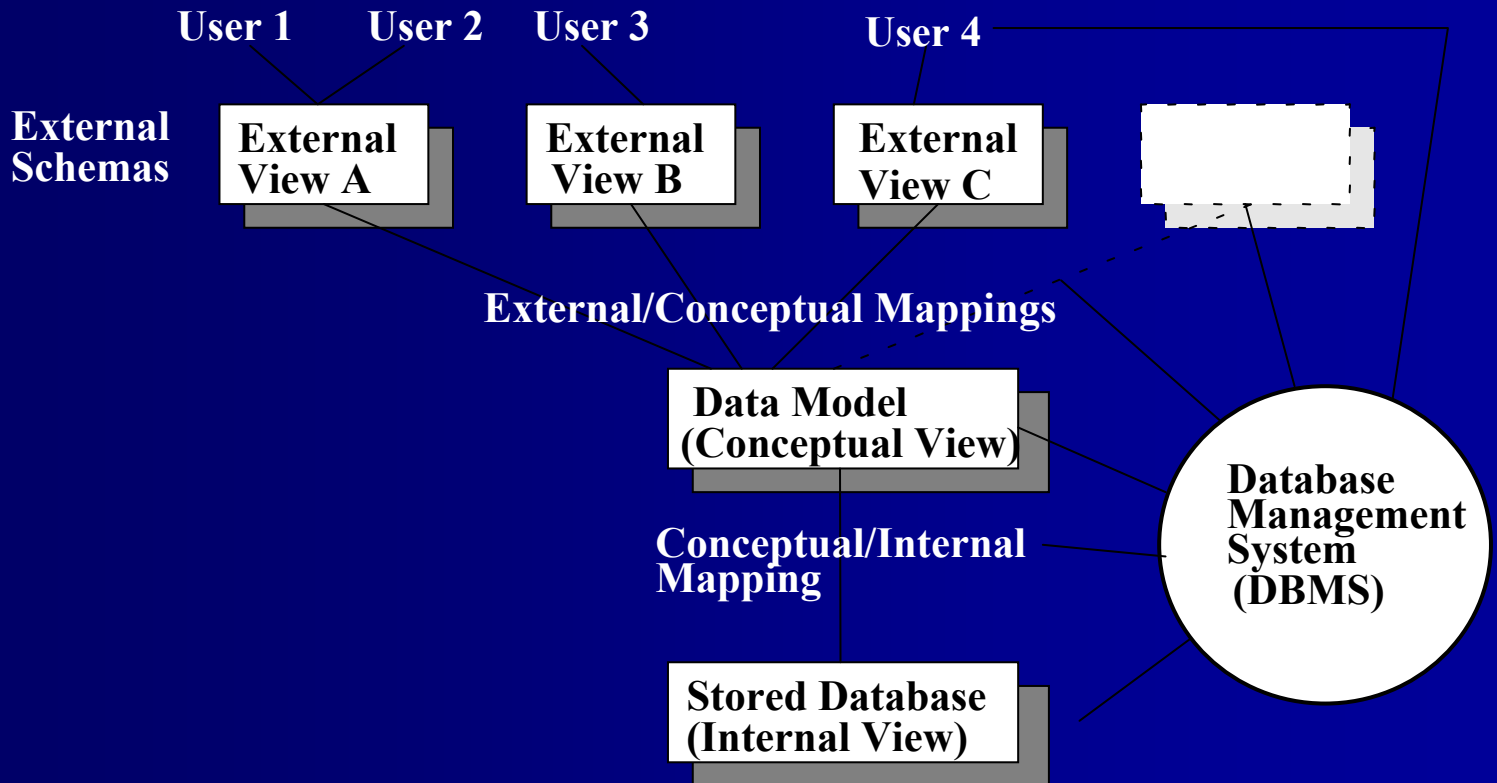 User 1
User 2
User 3
User 4
External
Schemas
External
View A
External
View B
External
View C
External/Conceptual Mappings
Data Model
(Conceptual View)
Conceptual/Internal
Mapping
Database
Management
System
(DBMS)
Stored Database
(Internal View)